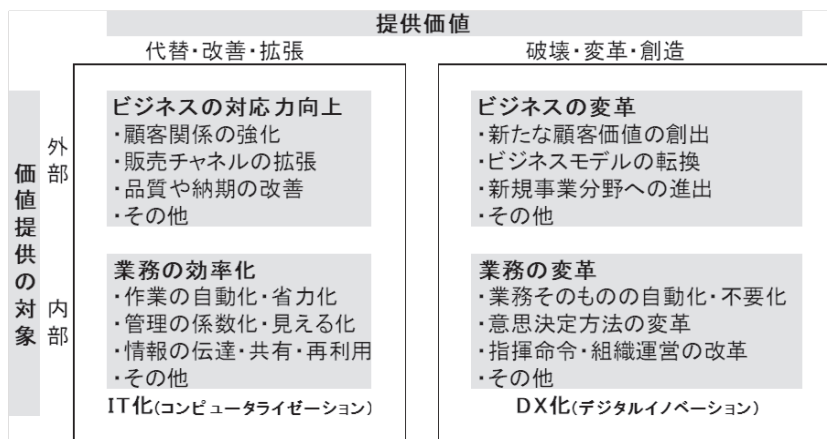 提供価値
代替・改善・拡張
破壊・変革・創造
価値提供の対象
外部
ビジネスの対応力向上
・顧客関係の強化
・販売チャネルの拡張
・品質や納期の改善
・その他
ビジネスの変革
・新たな顧客価値の創出
・ビジネスモデルの転換
・新規事業分野への進出
・その他
内部
業務の効率化
・作業の自動化・省力化
・管理の係数化・見える化
・情報の伝達・共有・再利用
・その他
業務の変革
・業務そのものの自動化・不要化
・意思決定方法の変革
・指揮命令・組織運営の改革
・その他
IT化(コンピュータライゼーション)
DX化(デジタルイノベーション)